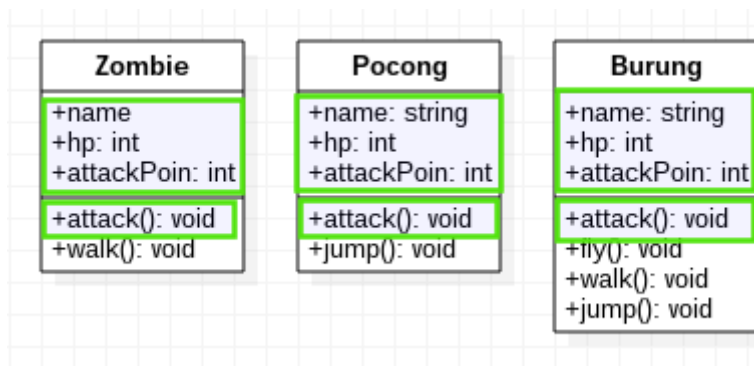 Zombie
+name
+hp: int
+attackPoin: int
+attack(): void
+walk(): void
Pocong
+name: string
+hp: int
+attackPoin: int
+attack(): void
+jump(): void
Burung
+name: string
+hp: int
+attackPoin: int
+attack(): void
+fly(): void
+walk(): void
+jump(): void